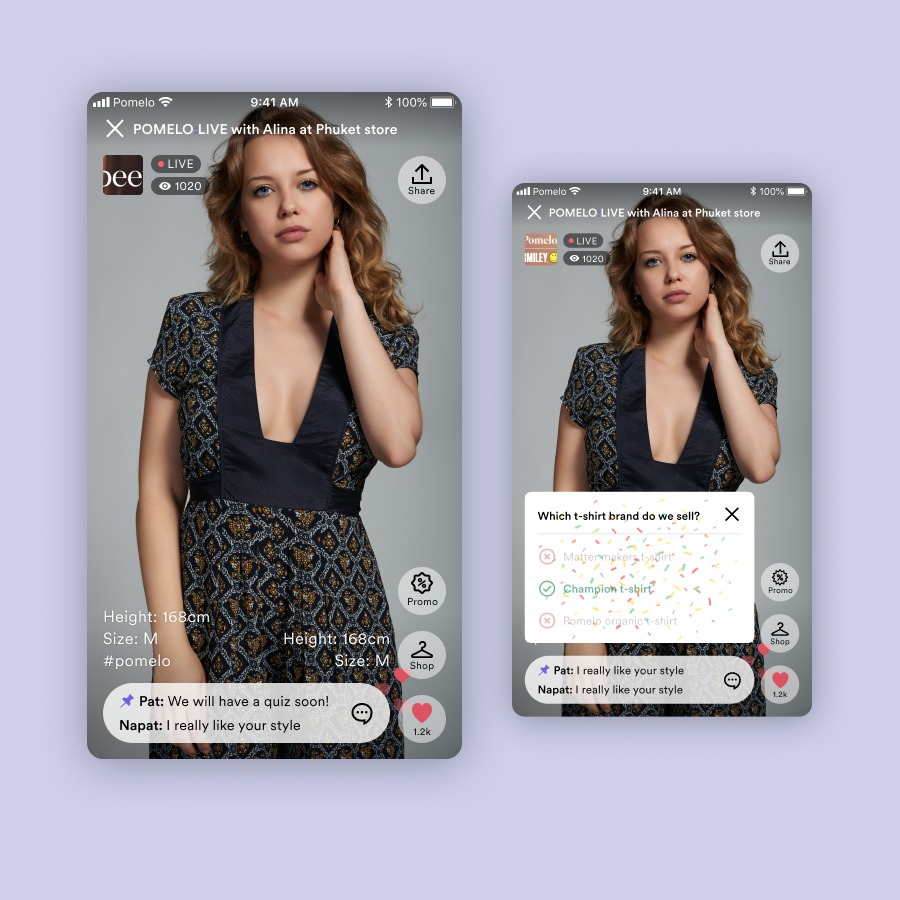 Pomelo 9:41 AM 100%
POMELO LIVE with Alina at Phuket store
bee
LIVE
1020
Share
Promo
Height: 168cm
Size: M
#pomelo
Height: 168cm
Size: M
Shop
Pat: We will have a quiz soon!
Napat: I really like your style
1.2k
Pomelo 9:41 AM 100%
POMELO LIVE with Alina at Phuket store
Pomelo
SMILEY
LIVE
1020
Share
Which t-shirt brand do we sell?
Matter makers t-shirt
Champion t-shirt
Pomelo organic t-shirt
Promo
Shop
Pat: I really like your style
Napat: I really like your style
1.2k